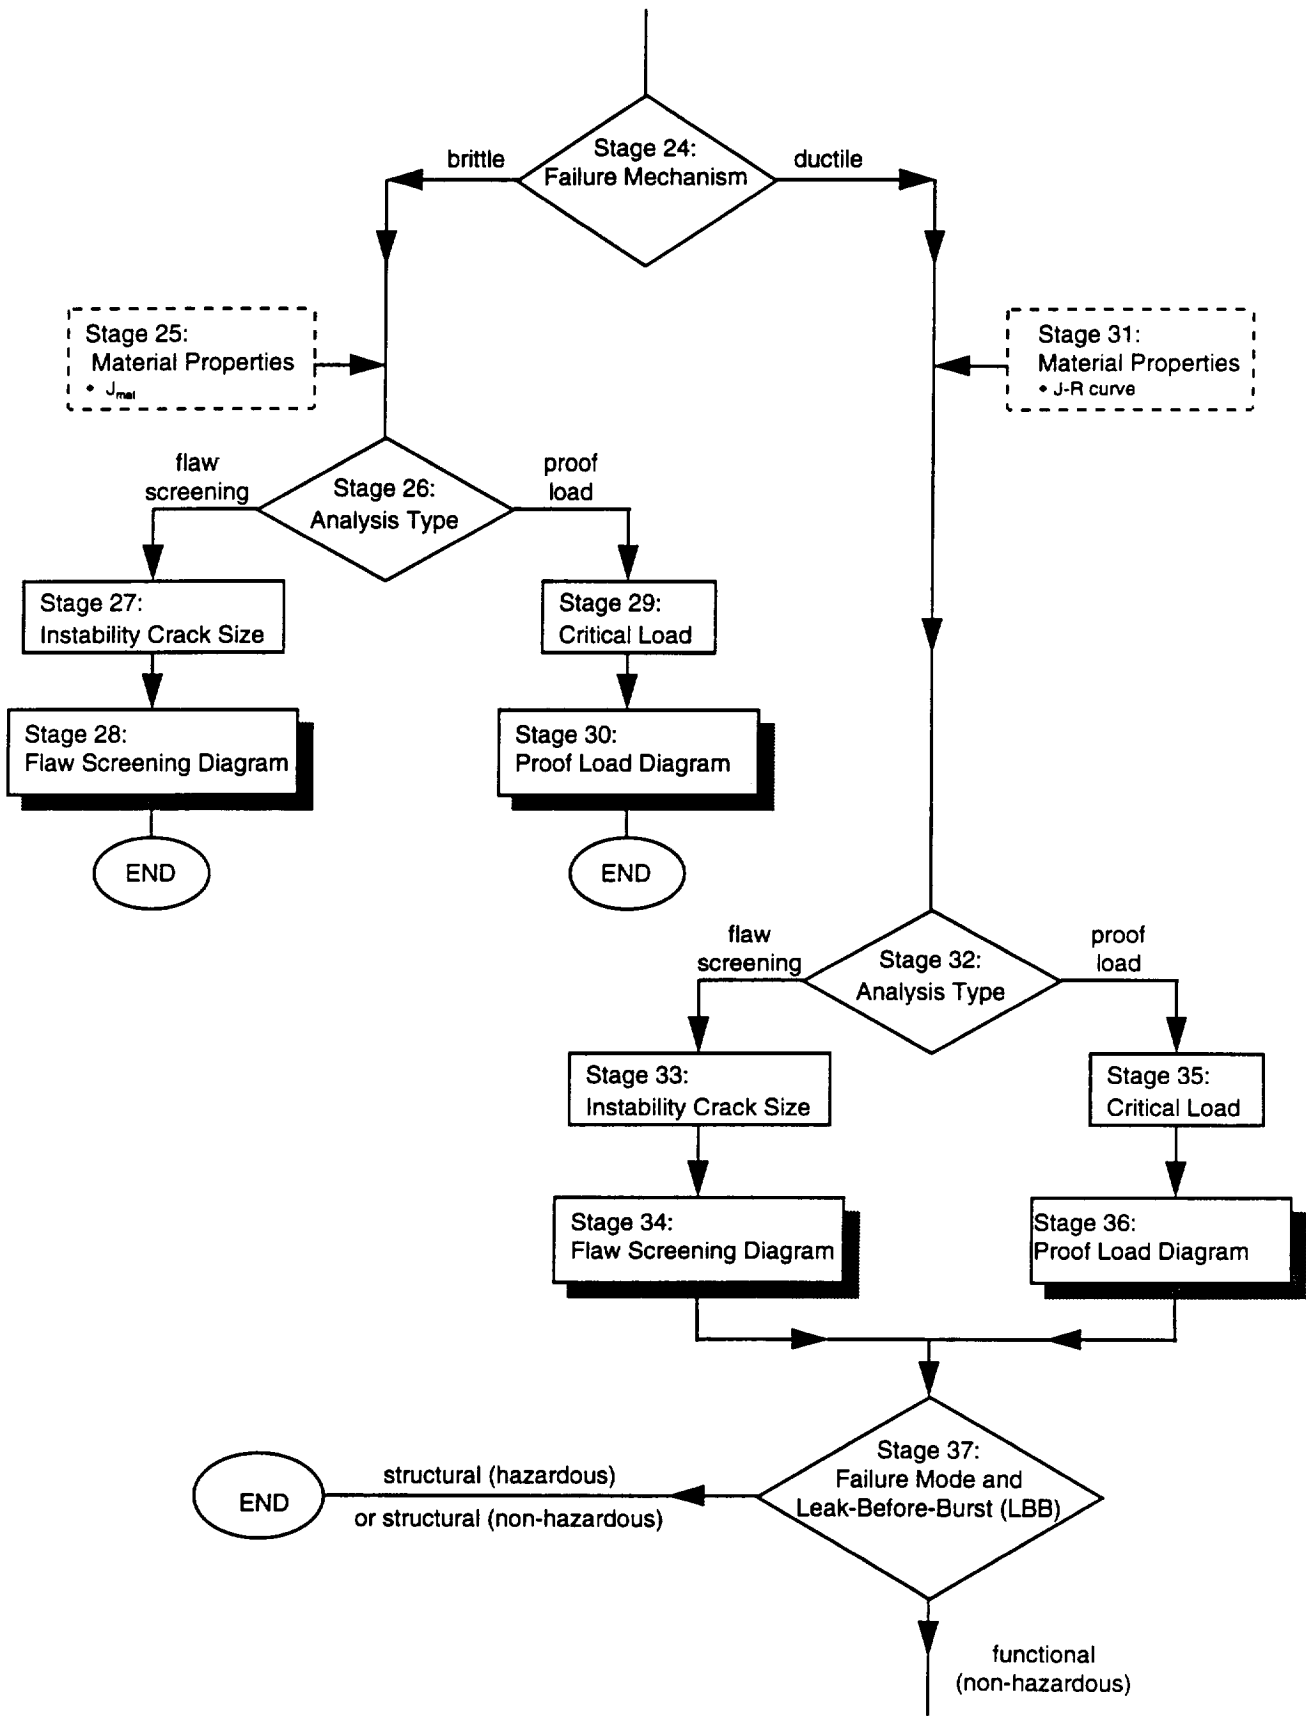 Stage 24:
Failure Mechanism
brittle
ductile
Stage 25:
Material Properties
• Jmat
Stage 31:
Material Properties
• J-R curve
flaw
screening
Stage 26:
Analysis Type
proof
load
Stage 27:
Instability Crack Size
Stage 29:
Critical Load
Stage 28:
Flaw Screening Diagram
Stage 30:
Proof Load Diagram
END
END
flaw
screening
Stage 32:
Analysis Type
proof
load
Stage 33:
Instability Crack Size
Stage 35:
Critical Load
Stage 34:
Flaw Screening Diagram
Stage 36:
Proof Load Diagram
Stage 37:
Failure Mode and
Leak-Before-Burst (LBB)
structural (hazardous)
or structural (non-hazardous)
END
functional
(non-hazardous)